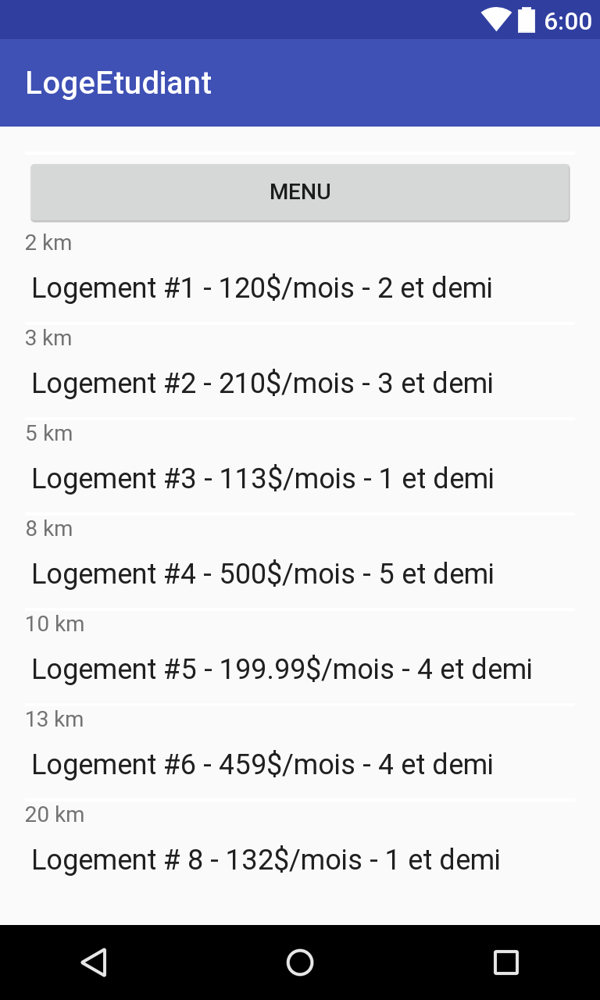 6:00
LogeEtudiant
MENU
2 km
Logement #1 - 120$/mois - 2 et demi
3 km
Logement #2 - 210$/mois - 3 et demi
5 km
Logement #3 - 113$/mois - 1 et demi
8 km
Logement #4 - 500$/mois - 5 et demi
10 km
Logement #5 - 199.99$/mois - 4 et demi
13 km
Logement #6 - 459$/mois - 4 et demi
20 km
Logement # 8 - 132$/mois - 1 et demi